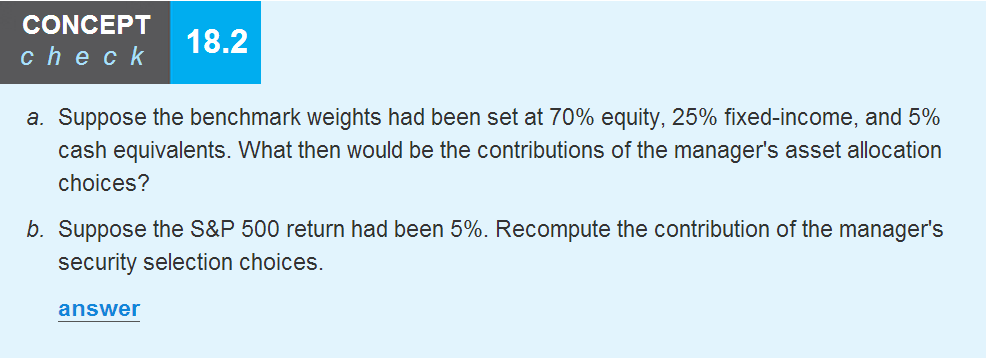 CONCEPT
check
18.2
a. Suppose the benchmark weights had been set at 70% equity, 25% fixed-income, and 5%
cash equivalents. What then would be the contributions of the manager's asset allocation
choices?
b. Suppose the S&P 500 return had been 5%. Recompute the contribution of the manager's
security selection choices.
answer